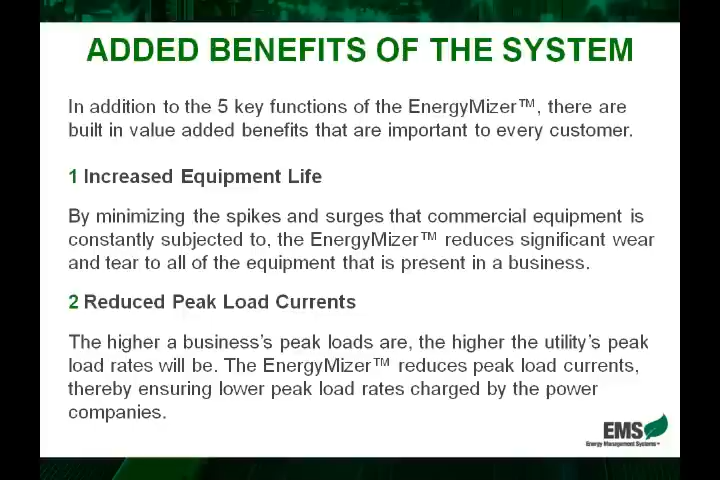 ADDED BENEFITS OF THE SYSTEM
In addition to the 5 key functions of the EnergyMizer™, there are
built in value added benefits that are important to every customer.
1 Increased Equipment Life
By minimizing the spikes and surges that commercial equipment is
constantly subjected to, the EnergyMizer™ reduces significant wear
and tear to all of the equipment that is present in a business.
2 Reduced Peak Load Currents
The higher a business's peak loads are, the higher the utility's peak
load rates will be. The EnergyMizer™ reduces peak load currents,
thereby ensuring lower peak load rates charged by the power
companies.
EMS
Energy Management Systems™